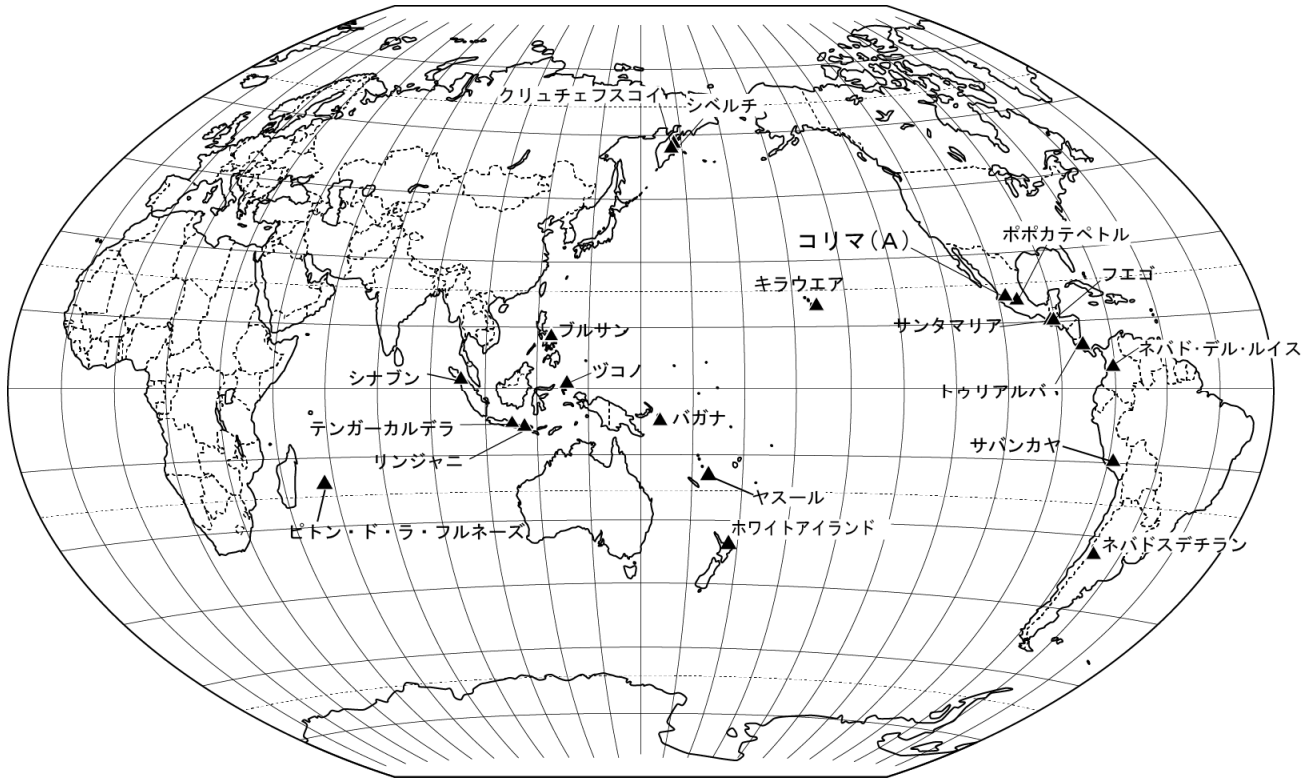 クリュチェフスコイ
シベルチ
ポポカテペトル
コリマ(A)
フエゴ
キラウエア
サンタマリア
ブルサン
ネバド・デル・ルイス
ヅコノ
シナブン
トゥリアルバ
バガナ
テンガーカルデラ
サバンカヤ
リンジャニ
ヤスール
ホワイトアイランド
ピトン・ド・ラ・フルネーズ
ネバドスデチラン